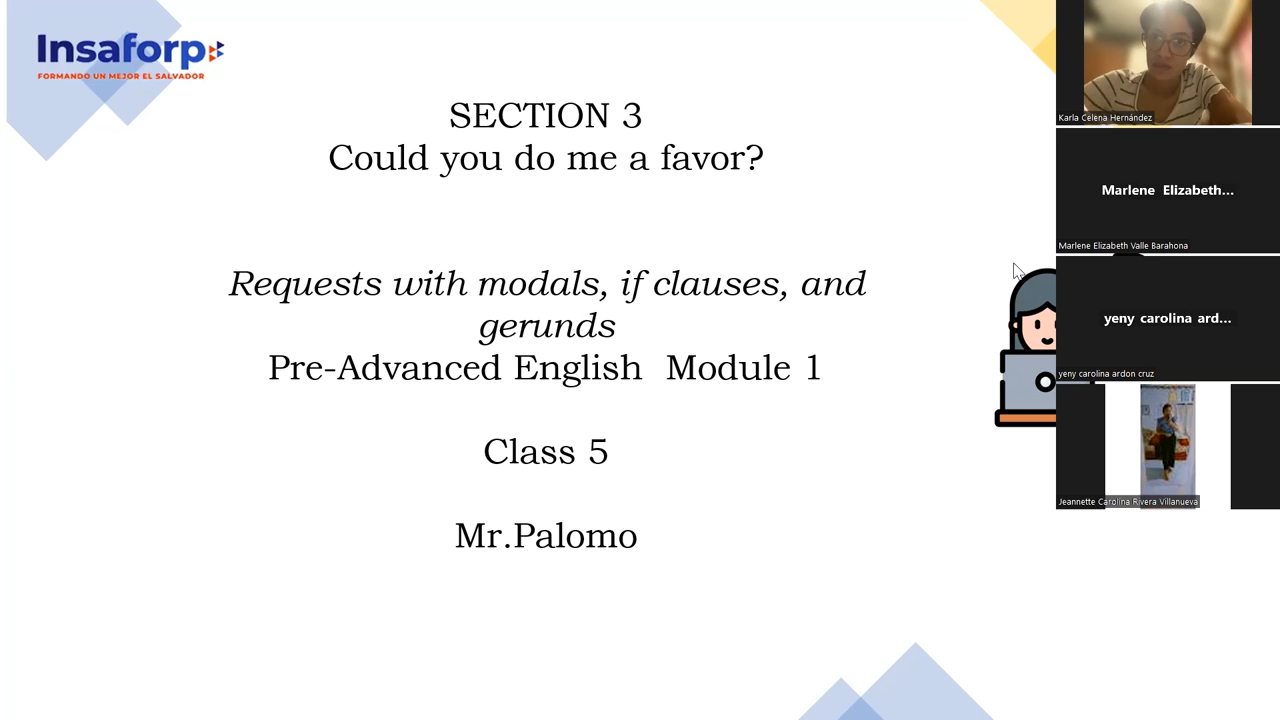 Insaforp
FORMANDO UN MEJOR EL SALVADOR
SECTION 3
Could you do me a favor?
Requests with modals, if clauses, and
gerunds
Pre-Advanced English Module 1
Class 5
Mr.Palomo
Karla Celena Hernández
Marlene Elizabeth...
Marlene Elizabeth Valle Barahona
yeny carolina ard...
yeny carolina ardon cruz
Jeannette Carolina Rivera Villanueva